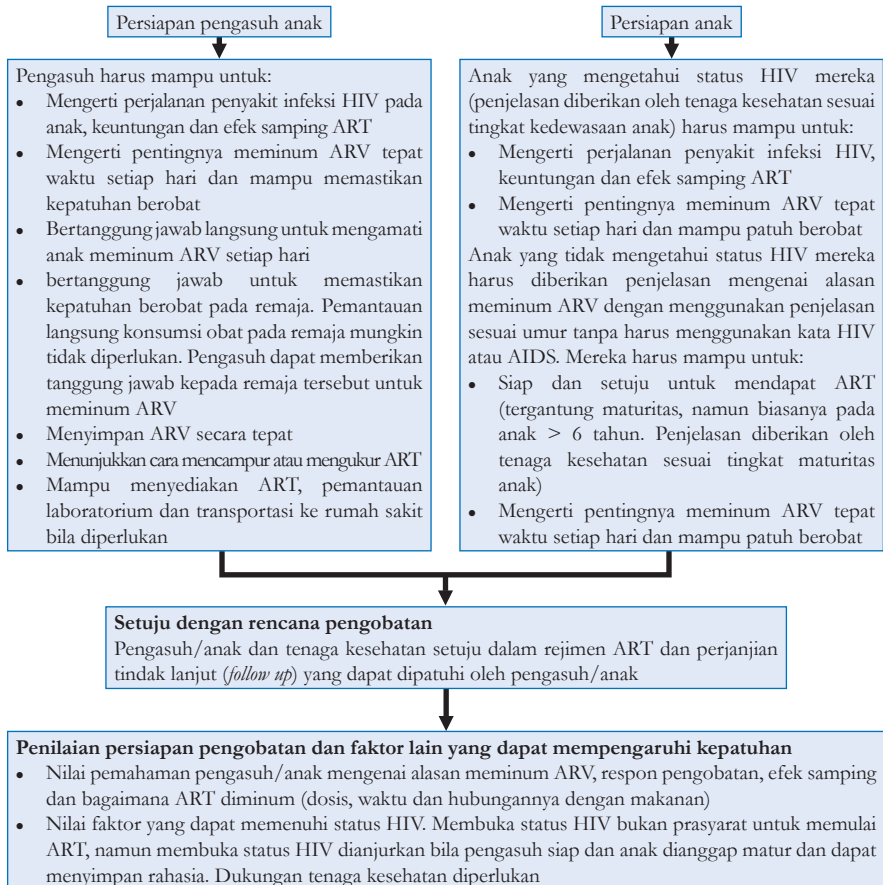 Persiapan pengasuh anak
Pengasuh harus mampu untuk:
• Mengerti perjalanan penyakit infeksi HIV pada
anak, keuntungan dan efek samping ART
• Mengerti pentingnya meminum ARV tepat
waktu setiap hari dan mampu memastikan
kepatuhan berobat
• Bertanggung jawab langsung untuk mengamati
anak meminum ARV setiap hari
• bertanggung jawab untuk memastikan
kepatuhan berobat pada remaja. Pemantauan
langsung konsumsi obat pada remaja mungkin
tidak diperlukan. Pengasuh dapat memberikan
tanggung jawab kepada remaja tersebut untuk
meminum ARV
• Menyimpan ARV secara tepat
• Menunjukkan cara mencampur atau mengukur ART
• Mampu menyediakan ART, pemantauan
laboratorium dan transportasi ke rumah sakit
bila diperlukan
Persiapan anak
Anak yang mengetahui status HIV mereka
(penjelasan diberikan oleh tenaga kesehatan sesuai
tingkat kedewasaan anak) harus mampu untuk:
• Mengerti perjalanan penyakit infeksi HIV,
keuntungan dan efek samping ART
• Mengerti pentingnya meminum ARV tepat
waktu setiap hari dan mampu patuh berobat
Anak yang tidak mengetahui status HIV mereka
harus diberikan penjelasan mengenai alasan
meminum ARV dengan menggunakan penjelasan
sesuai umur tanpa harus menggunakan kata HIV
atau AIDS. Mereka harus mampu untuk:
• Siap dan setuju untuk mendapat ART
(tergantung maturitas, namun biasanya pada
anak > 6 tahun. Penjelasan diberikan oleh
tenaga kesehatan sesuai tingkat maturitas
anak)
• Mengerti pentingnya meminum ARV tepat
waktu setiap hari dan mampu patuh berobat
Setuju dengan rencana pengobatan
Pengasuh/anak dan tenaga kesehatan setuju dalam rejimen ART dan perjanjian
tindak lanjut (follow up) yang dapat dipatuhi oleh pengasuh/anak
Penilaian persiapan pengobatan dan faktor lain yang dapat mempengaruhi kepatuhan
• Nilai pemahaman pengasuh/anak mengenai alasan meminum ARV, respon pengobatan, efek samping
dan bagaimana ART diminum (dosis, waktu dan hubungannya dengan makanan)
• Nilai faktor yang dapat memenuhi status HIV. Membuka status HIV bukan prasyarat untuk memulai
ART, namun membuka status HIV dianjurkan bila pengasuh siap dan anak dianggap matur dan dapat
menyimpan rahasia. Dukungan tenaga kesehatan diperlukan